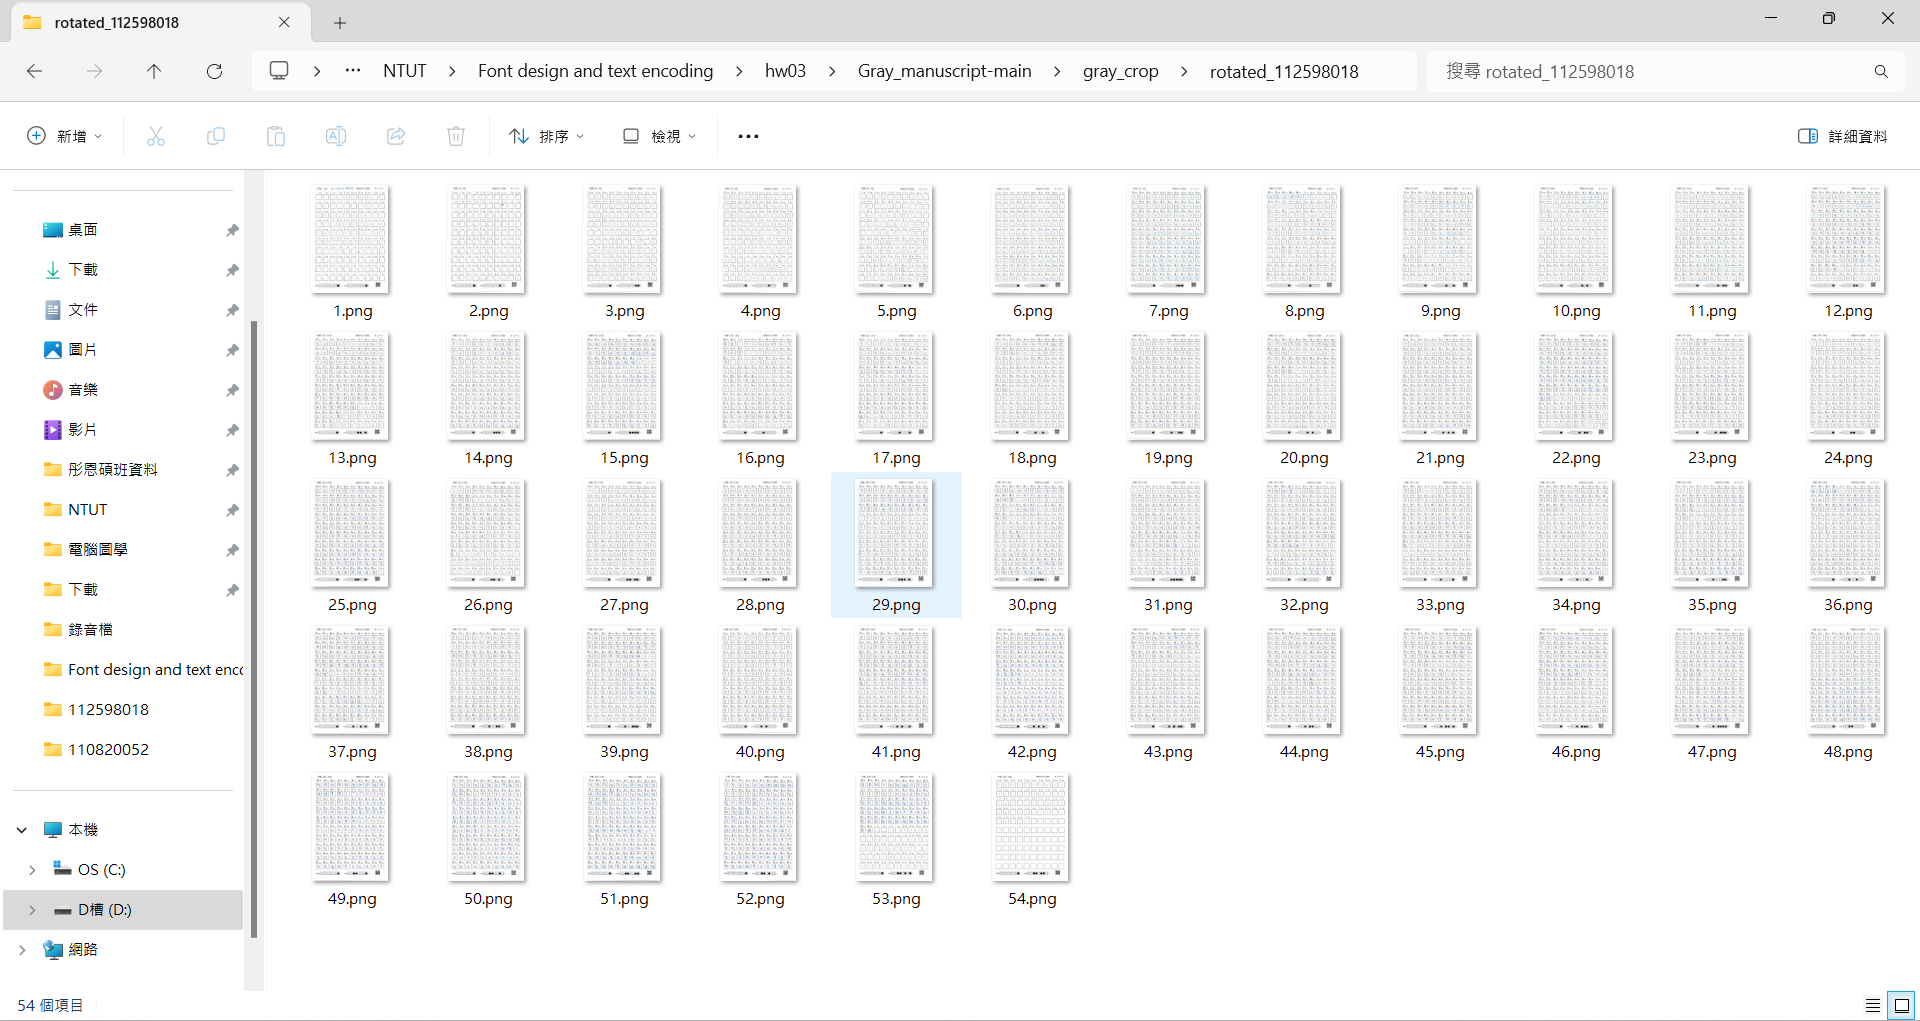 rotated_112598018
NTUT
Font design and text encoding
hw03
Gray_manuscript-main
gray_crop
rotated_112598018
搜尋 rotated_112598018
新增
排序
檢視
詳細資料
桌面
下載
文件
圖片
音樂
影片
彤恩碩班資料
NTUT
電腦圖學
下載
錄音檔
Font design and text enco
112598018
110820052
本機
OS (C:)
D槽 (D:)
網路
1.png 2.png 3.png 4.png 5.png 6.png 7.png 8.png 9.png 10.png 11.png 12.png
13.png 14.png 15.png 16.png 17.png 18.png 19.png 20.png 21.png 22.png 23.png 24.png
25.png 26.png 27.png 28.png 29.png 30.png 31.png 32.png 33.png 34.png 35.png 36.png
37.png 38.png 39.png 40.png 41.png 42.png 43.png 44.png 45.png 46.png 47.png 48.png
49.png 50.png 51.png 52.png 53.png 54.png
54 個項目